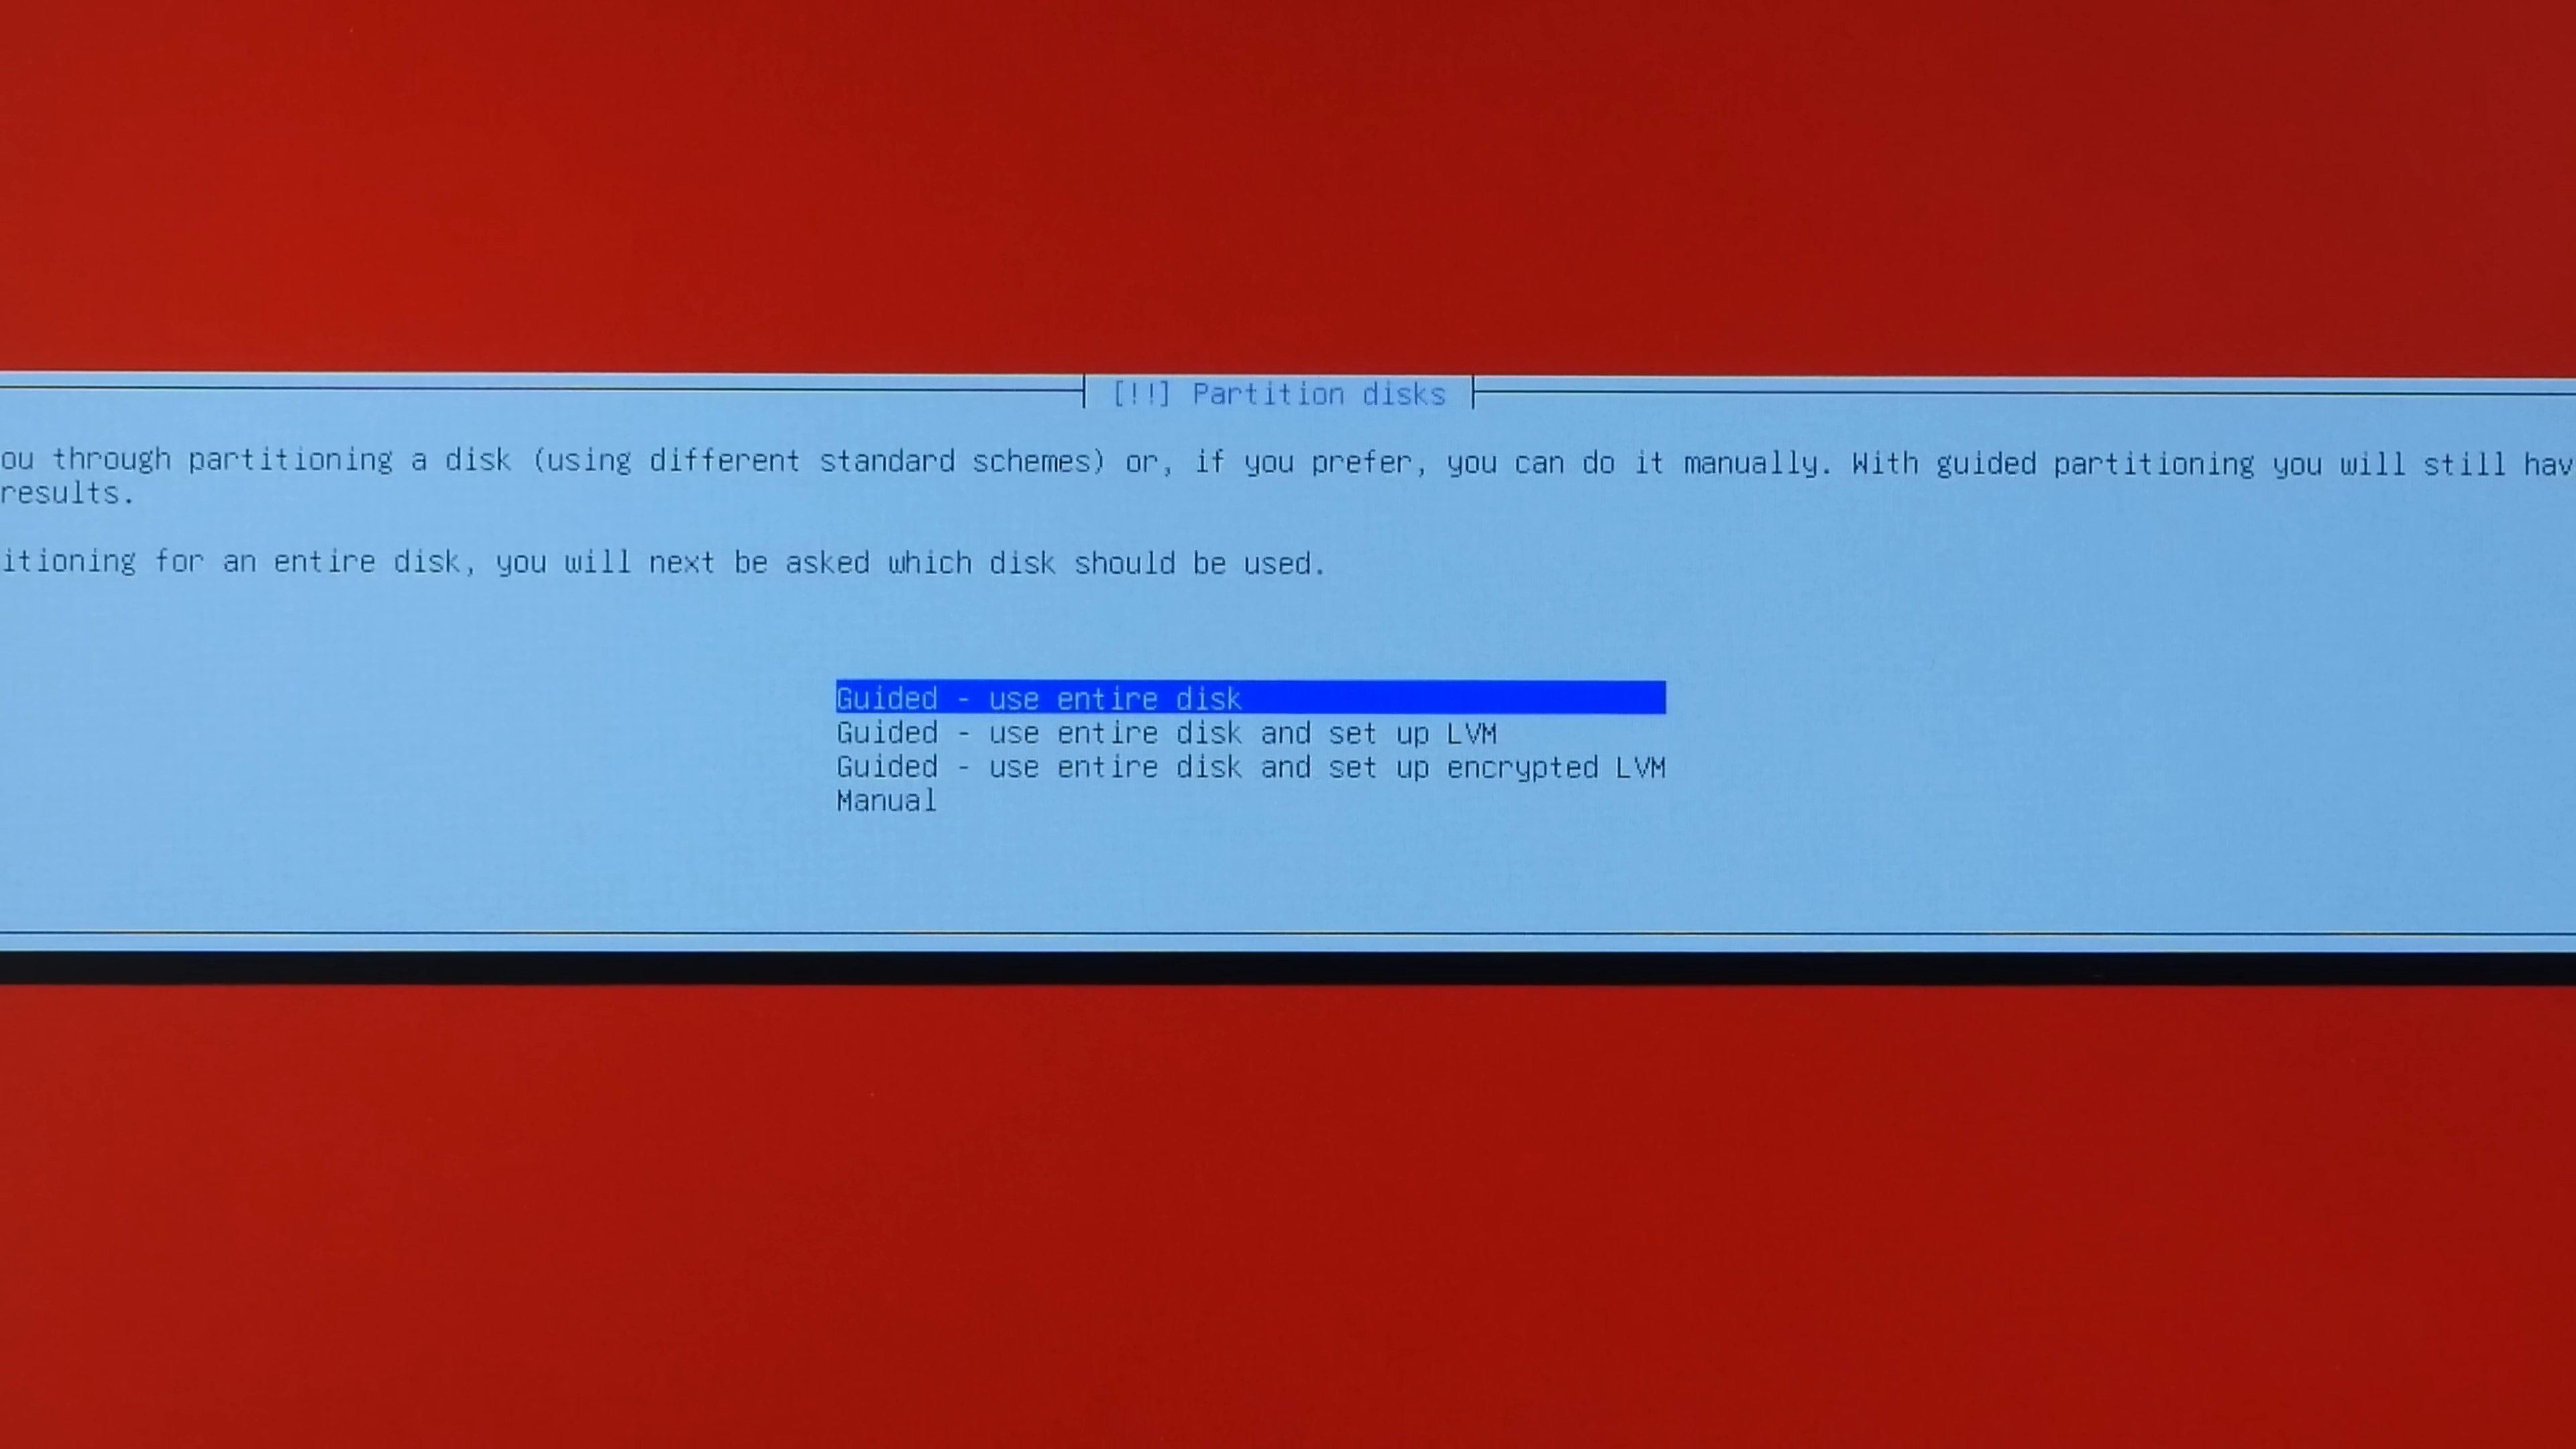 [!!] Partition disks
ou through partitioning a disk (using different standard schemes) or, if you prefer, you can do it manually. With guided partitioning you will still hav
results.
itioning for an entire disk, you will next be asked which disk should be used.
Guided - use entire disk
Guided - use entire disk and set up LVM
Guided - use entire disk and set up encrypted LVM
Manual